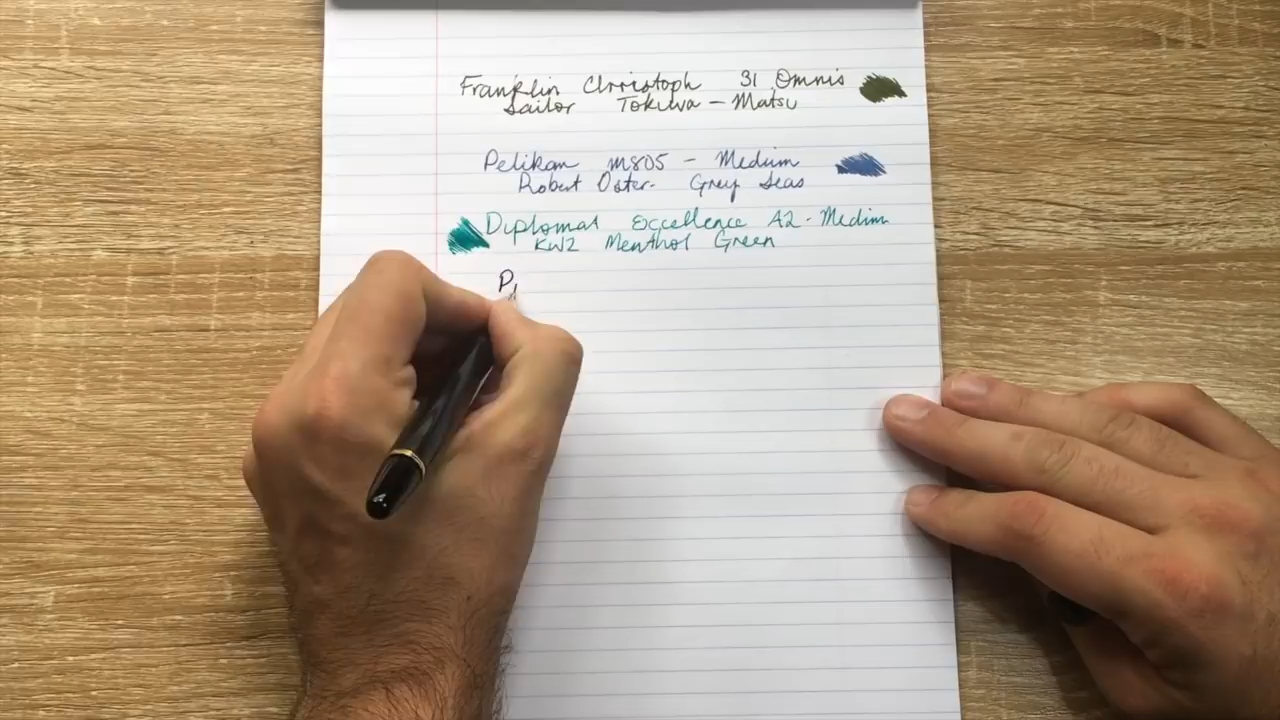 Franklin Christoph 31 Omnis
Sailor Tokiwa - Matsu
Pelikan M805 - Medium
Robert Oster - Grey Seas
Diplomat Excellence A2 - Medium
KWZ Menthol Green
P